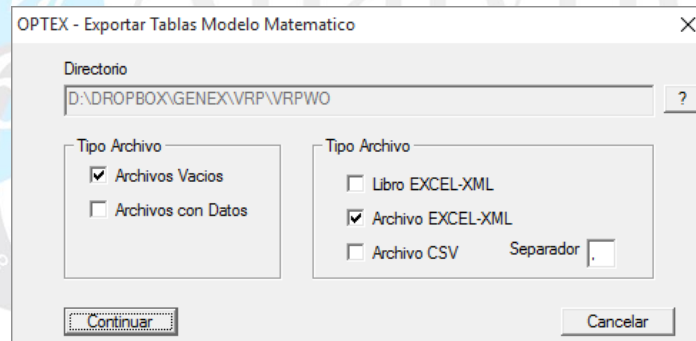 OPTEX - Exportar Tablas Modelo Matematico
Directorio
D:\DROPBOX\GENEX\VRP\VRPWO
?
Tipo Archivo
Archivos Vacios
Archivos con Datos
Tipo Archivo
Libro EXCEL-XML
Archivo EXCEL-XML
Archivo CSV Separador ,
Continuar
Cancelar